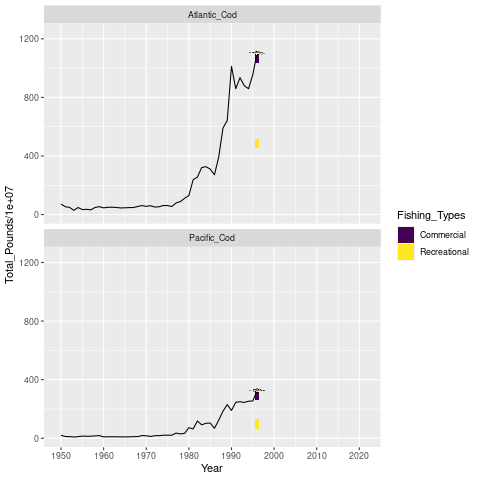 Atlantic_Cod
1200
800
400
0
Total_Pounds/1e+07
Pacific_Cod
1200
800
400
0
1950 1960 1970 1980 1990 2000 2010 2020
Year
Fishing_Types
Commercial
Recreational